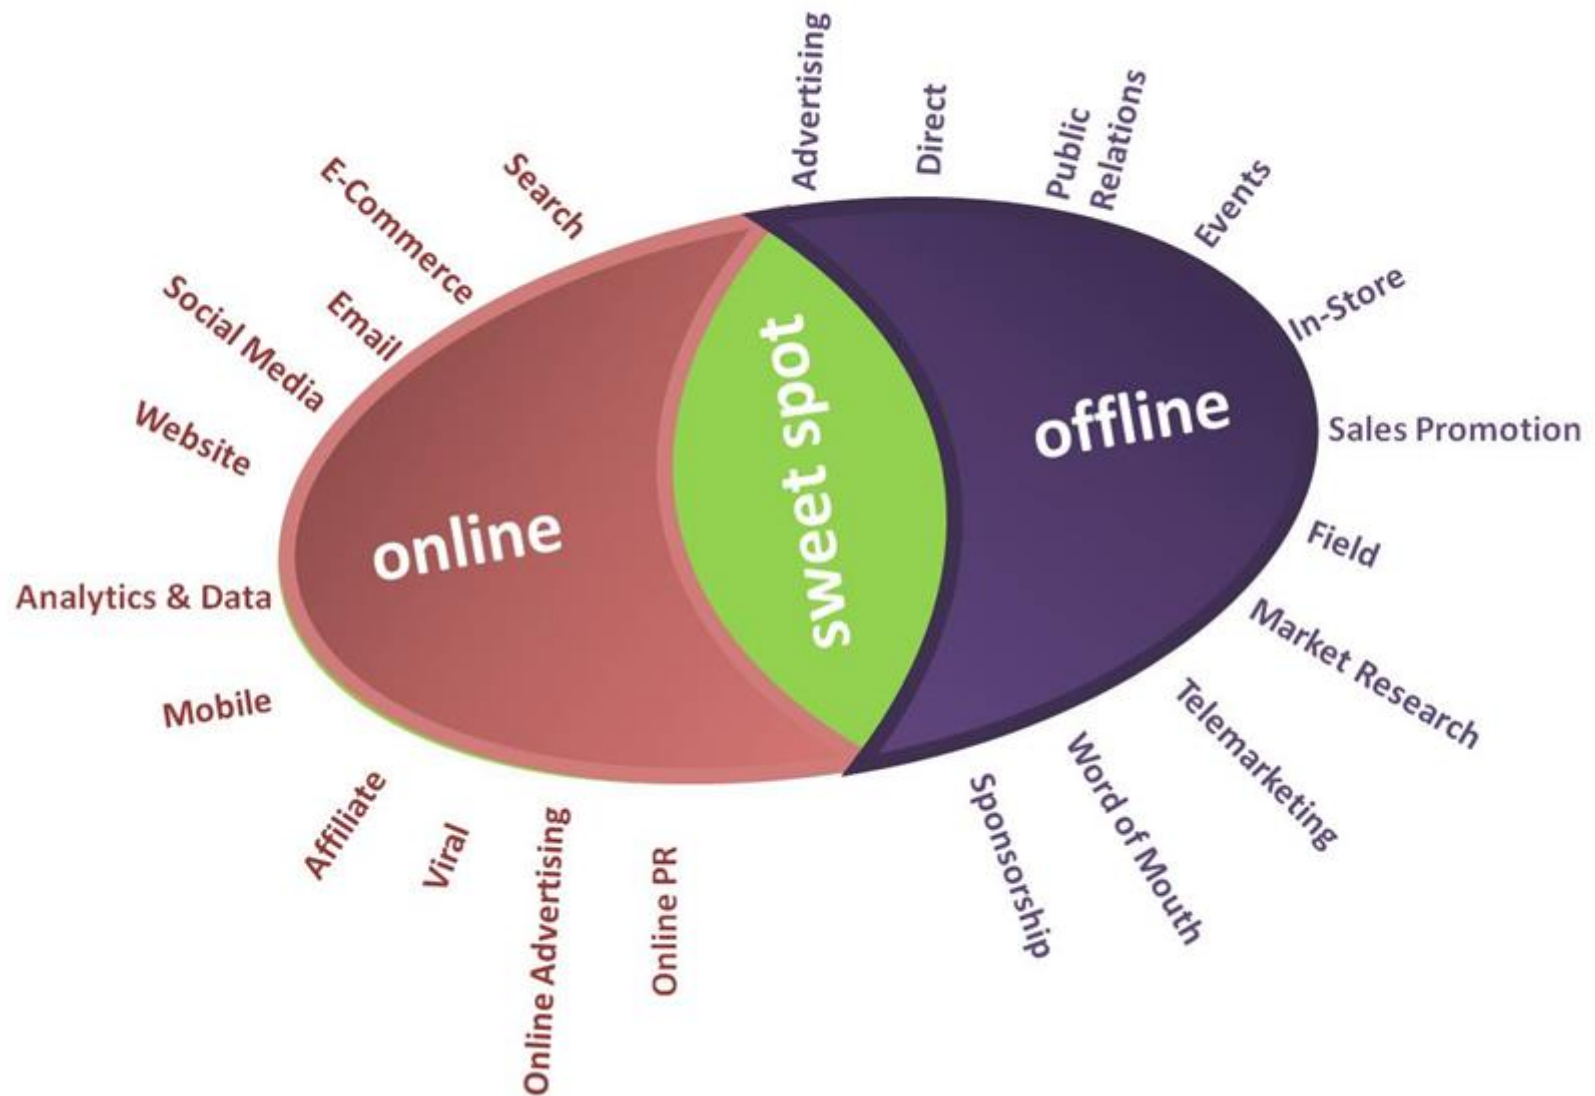 Search
E-Commerce
Email
Social Media
Website
Analytics & Data
Mobile
Affiliate
Viral
Online Advertising
Online PR
online
sweet spot
offline
Advertising
Direct
Public
Relations
Events
In-Store
Sales Promotion
Field
Market Research
Telemarketing
Word of Mouth
Sponsorship